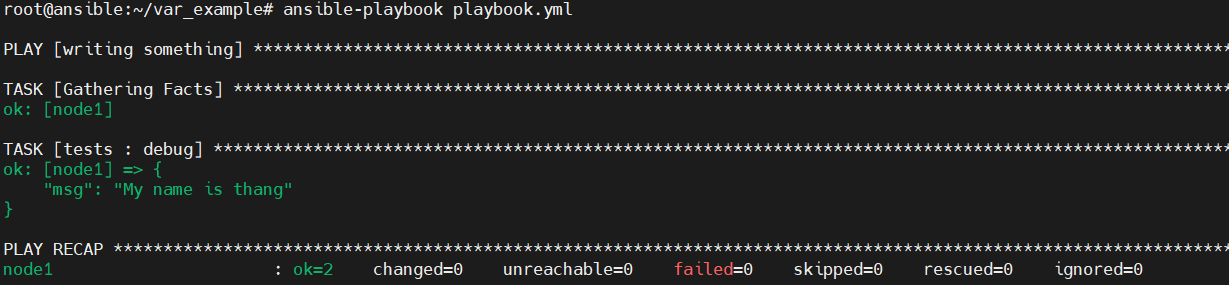 root@ansible:~/var_example# ansible-playbook playbook.yml
PLAY [writing something] **************************************************************************************************
TASK [Gathering Facts] ****************************************************************************************************
ok: [node1]
TASK [tests : debug] ******************************************************************************************************
ok: [node1] => {
    "msg": "My name is thang"
}
PLAY RECAP ****************************************************************************************************************
node1                      : ok=2    changed=0    unreachable=0    failed=0    skipped=0    rescued=0    ignored=0